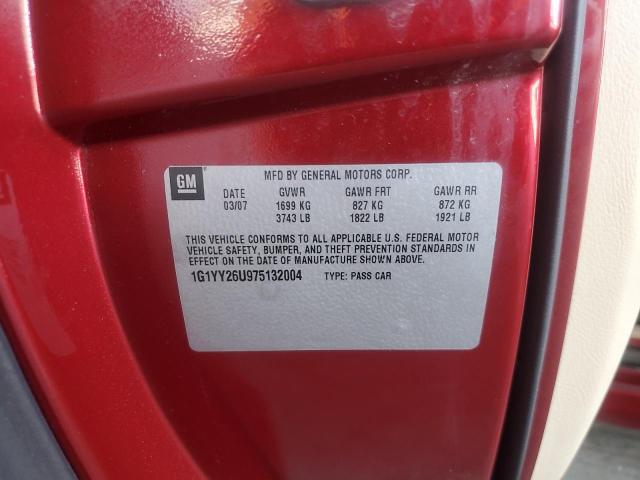 GM
MFD BY GENERAL MOTORS CORP.
DATE GVWR GAWR FRT GAWR RR
03/07 1699 KG 827 KG 872 KG
3743 LB 1822 LB 1921 LB
THIS VEHICLE CONFORMS TO ALL APPLICABLE U.S. FEDERAL MOTOR
VEHICLE SAFETY, BUMPER, AND THEFT PREVENTION STANDARDS IN
EFFECT ON THE DATE OF MANUFACTURE SHOWN ABOVE.
1G1YY26U975132004 TYPE: PASS CAR